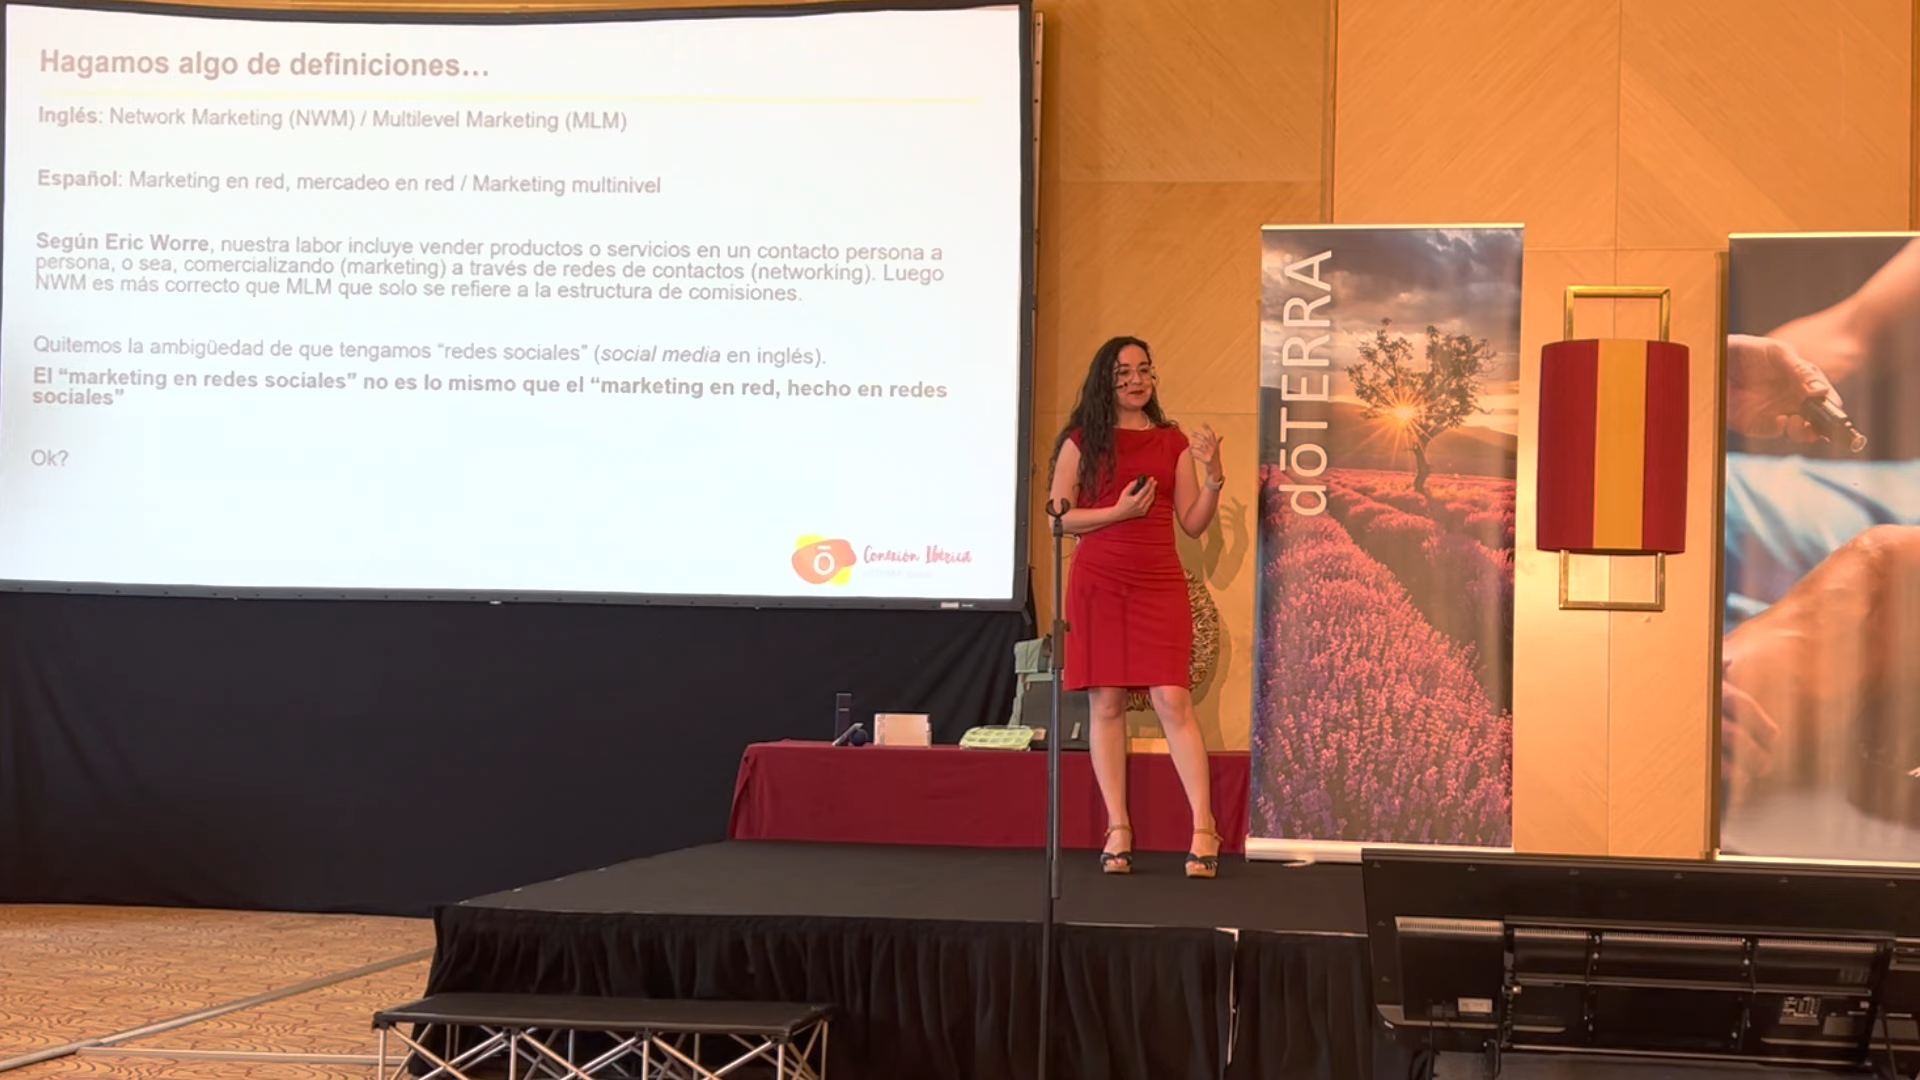 Hagamos algo de definiciones...
Inglés: Network Marketing (NWM) / Multilevel Marketing (MLM)
Español: Marketing en red, mercadeo en red / Marketing multinivel
Según Eric Worre, nuestra labor incluye vender productos o servicios en un contacto persona a
persona, o sea, comercializando (marketing) a través de redes de contactos (networking). Luego
NWM es más correcto que MLM que solo se refiere a la estructura de comisiones.
Quitemos la ambigüedad de que tengamos “redes sociales” (social media en inglés).
El “marketing en redes sociales” no es lo mismo que el “marketing en red, hecho en redes
sociales”
Ok?
ō
Conexión Ibérica
dōTERRA